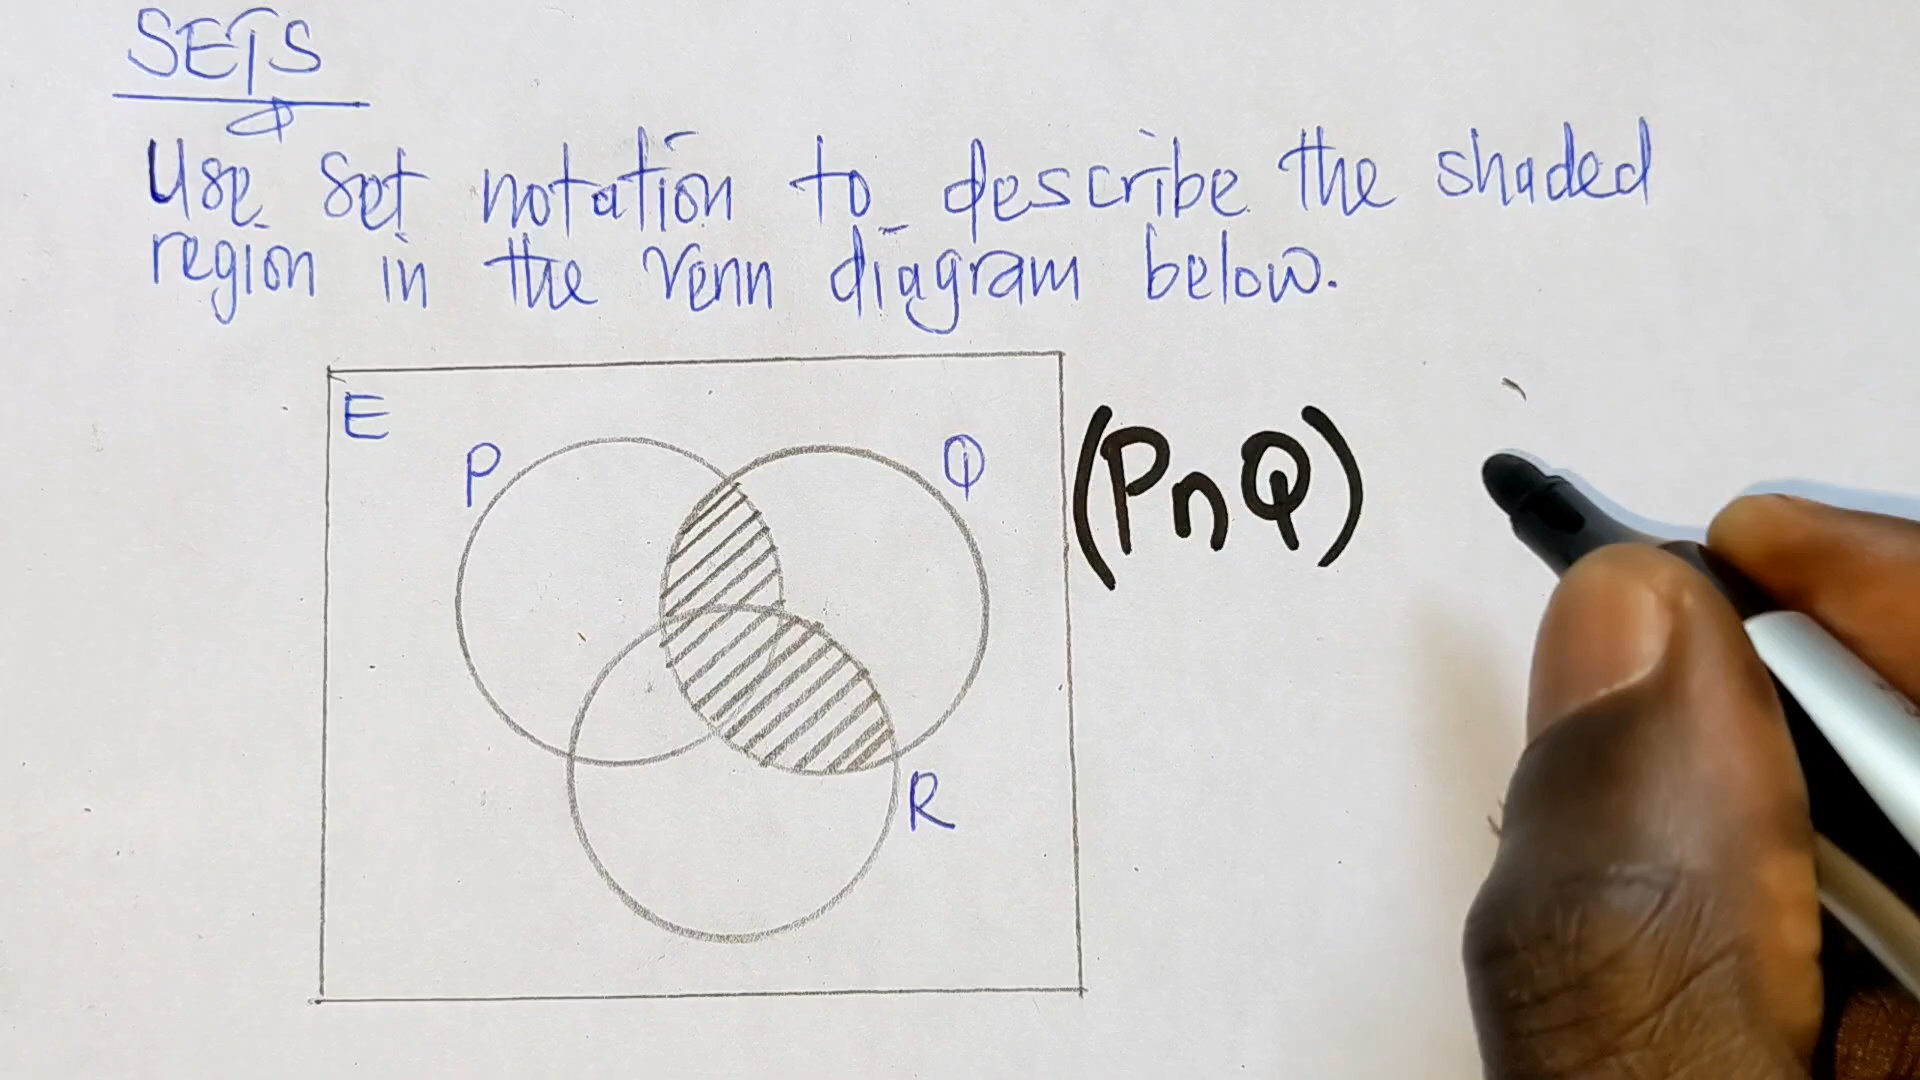 SETS
Use set notation to describe the shaded
region in the Venn diagram below.
E
P
Q
(P∩Q)
R